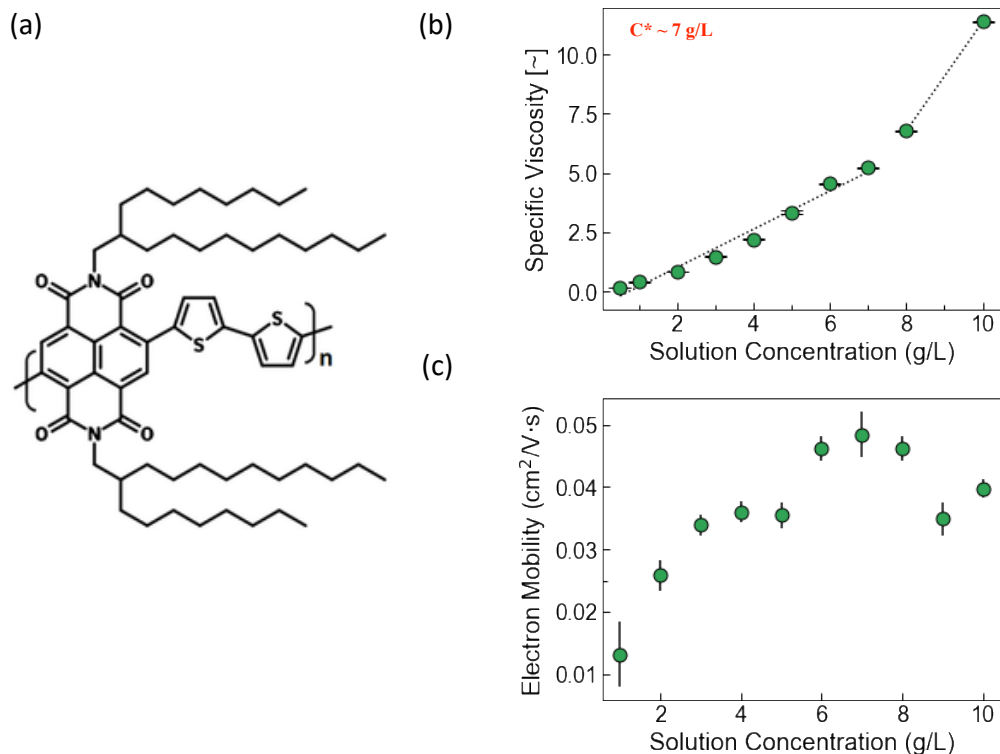 (a)
O
N
O
S
S
n
O
N
O
(b)
C* ~ 7 g/L
Specific Viscosity [~]
10.0
7.5
5.0
2.5
0.0
2 4 6 8 10
Solution Concentration (g/L)
(c)
Electron Mobility (cm²/V·s)
0.05
0.04
0.03
0.02
0.01
2 4 6 8 10
Solution Concentration (g/L)